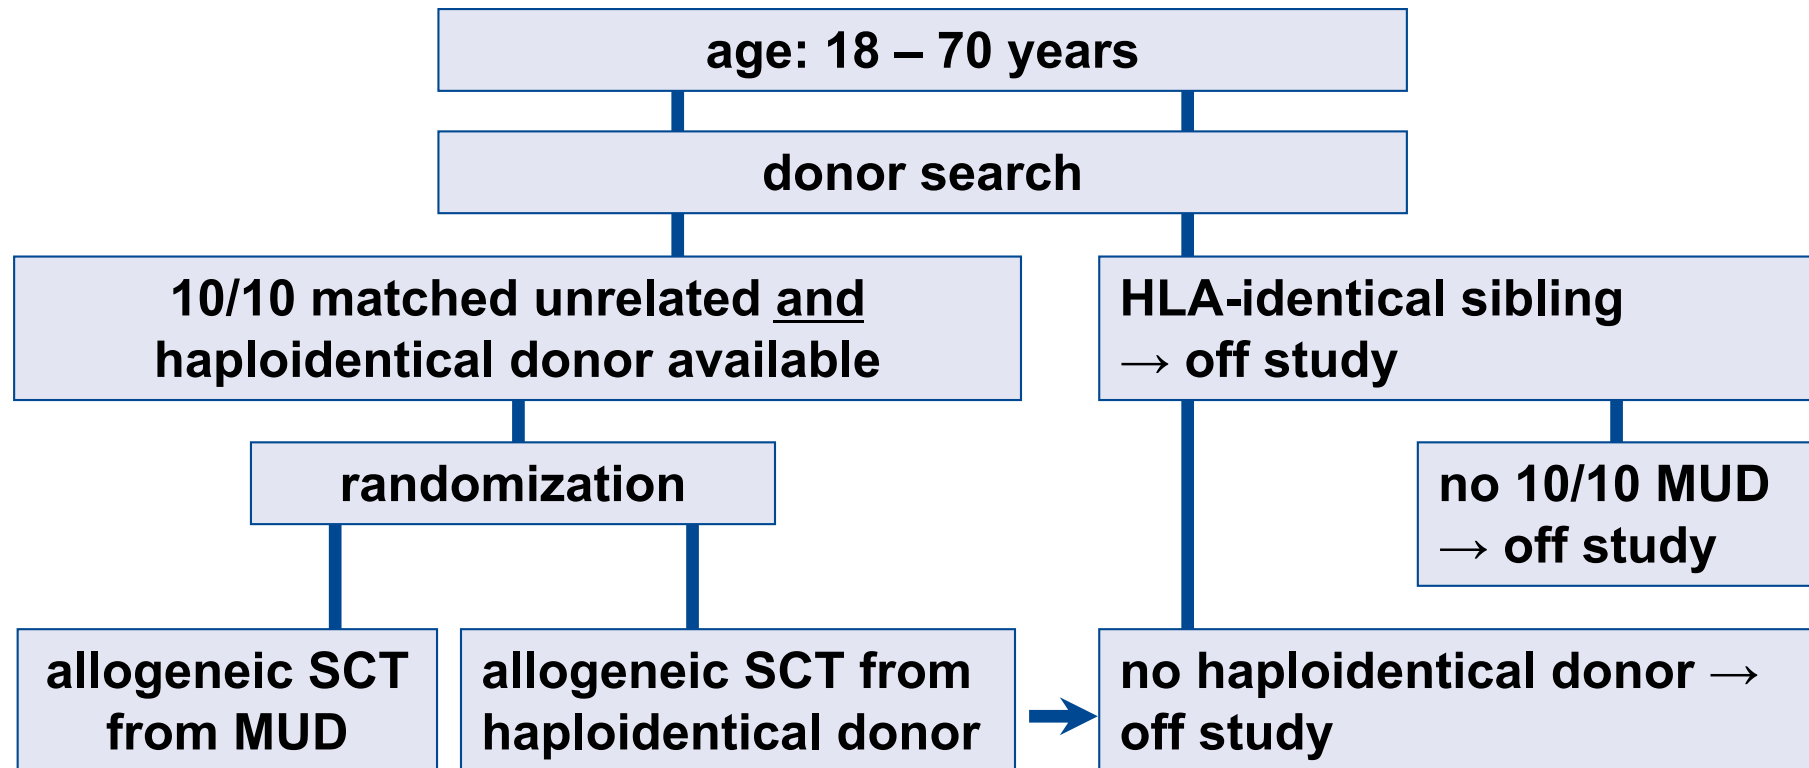 age: 18 – 70 years
donor search
10/10 matched unrelated and
haploidentical donor available
HLA-identical sibling
→ off study
randomization
no 10/10 MUD
→ off study
allogeneic SCT
from MUD
allogeneic SCT from
haploidentical donor
no haploidentical donor →
off study